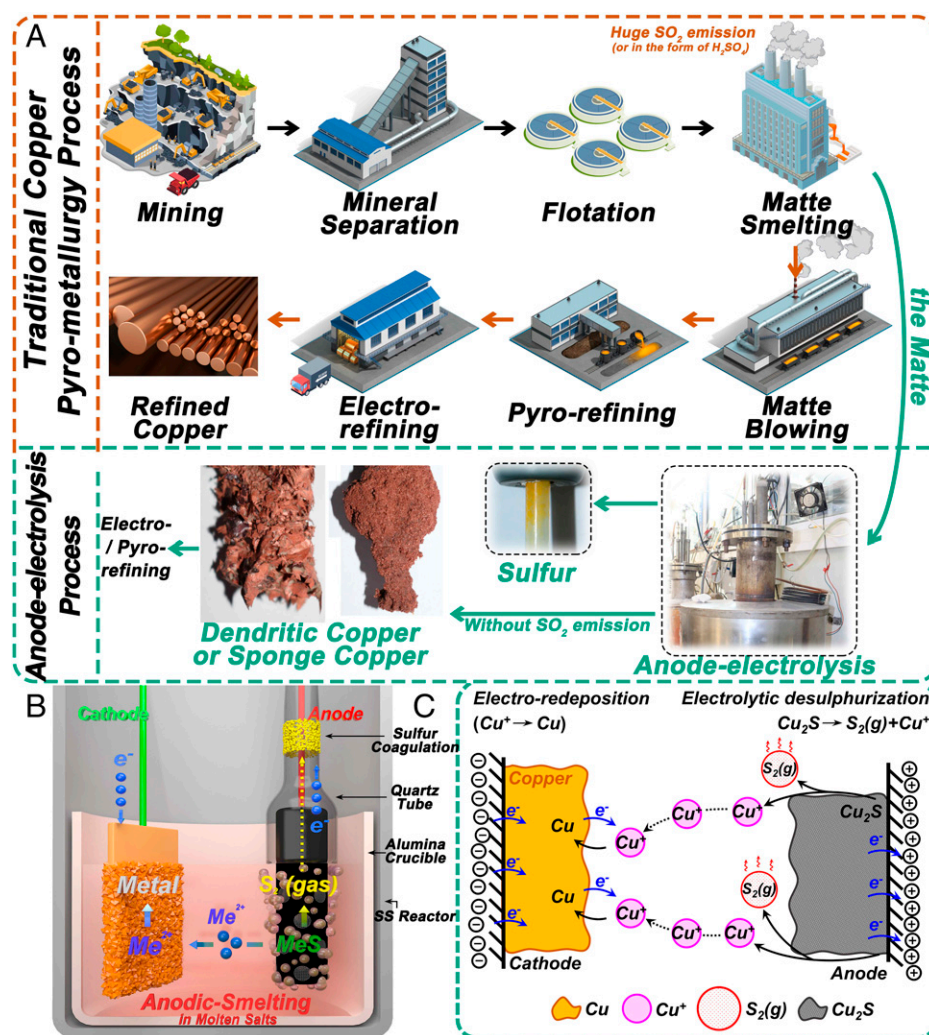 A
Traditional Copper
Pyro-metallurgy Process
Huge SO₂ emission
(or in the form of H₂SO₄)
Mining
Mineral
Separation
Flotation
Matte
Smelting
the Matte
Refined
Copper
Electro-
refining
Pyro-refining
Matte
Blowing
Anode-electrolysis
Process
Electro-
/ Pyro-
refining
Sulfur
Dendritic Copper
or Sponge Copper
Without SO₂ emission
Anode-electrolysis
B
Cathode
Anode
e⁻
Sulfur
Coagulation
Quartz
Tube
e⁻
Alumina
Crucible
Metal
S₂ (gas)
SS Reactor
Me²⁺
Me²⁺
MeS
Anodic-Smelting
in Molten Salts
C
Electro-redeposition
(Cu⁺→ Cu)
Electrolytic desulphurization
Cu₂S→ S₂(g)+Cu⁺
Copper
S₂(g)
Cu₂S
e⁻
Cu
e⁻
Cu⁺
Cu⁺
Cu⁺
e⁻
e⁻
S₂(g)
e⁻
Cu
e⁻
Cu⁺
Cu⁺
Cu⁺
e⁻
e⁻
Cathode
Anode
Cu
Cu⁺
S₂(g)
Cu₂S